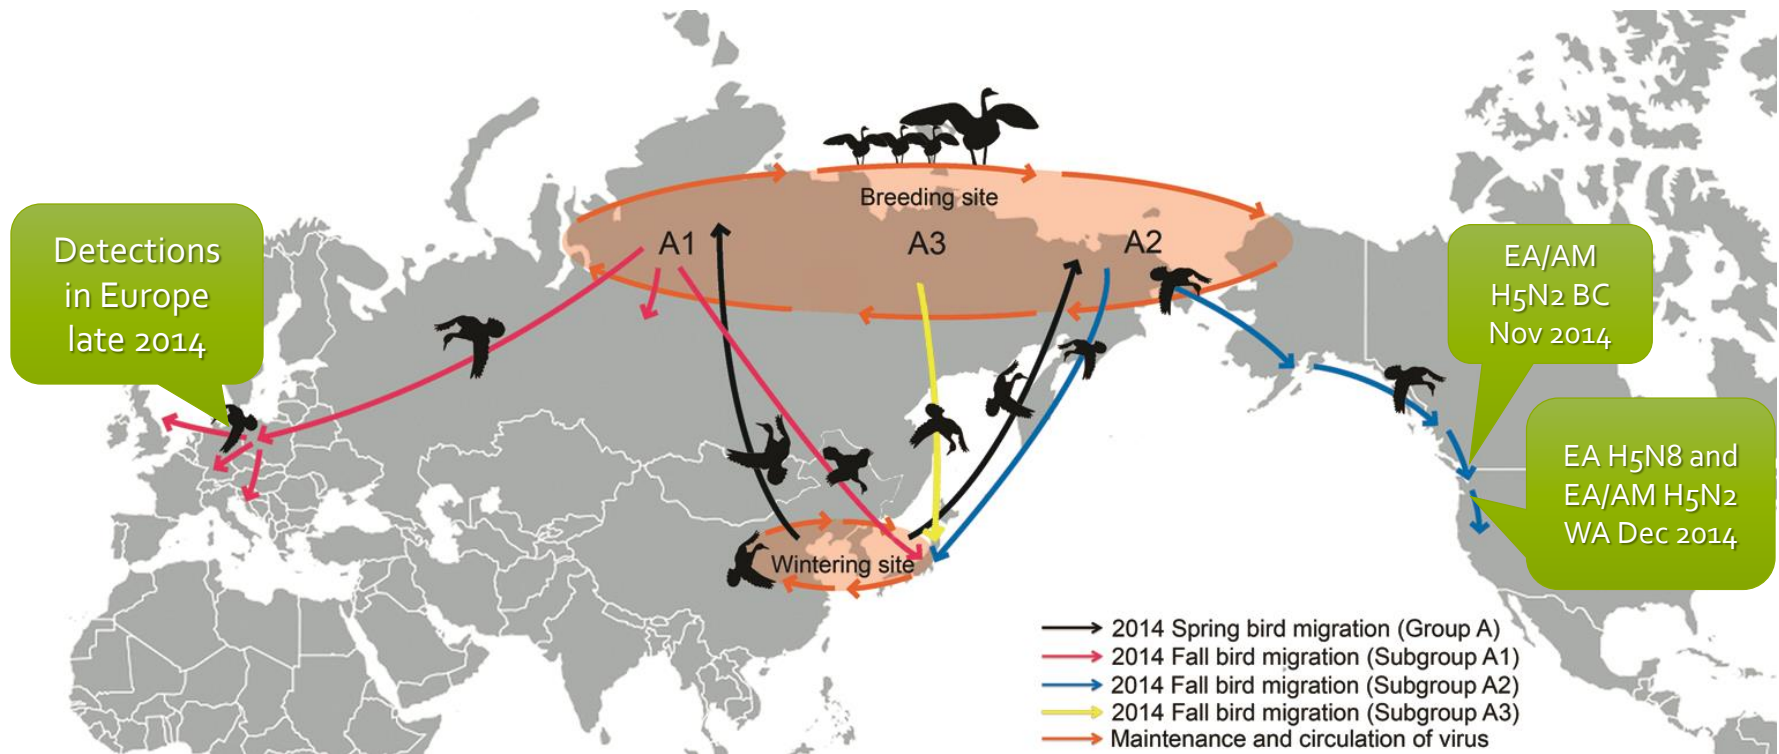 Breeding site
A1
A3
A2
Detections
in Europe
late 2014
EA/AM
H5N2 BC
Nov 2014
EA H5N8 and
EA/AM H5N2
WA Dec 2014
Wintering site
2014 Spring bird migration (Group A)
2014 Fall bird migration (Subgroup A1)
2014 Fall bird migration (Subgroup A2)
2014 Fall bird migration (Subgroup A3)
Maintenance and circulation of virus